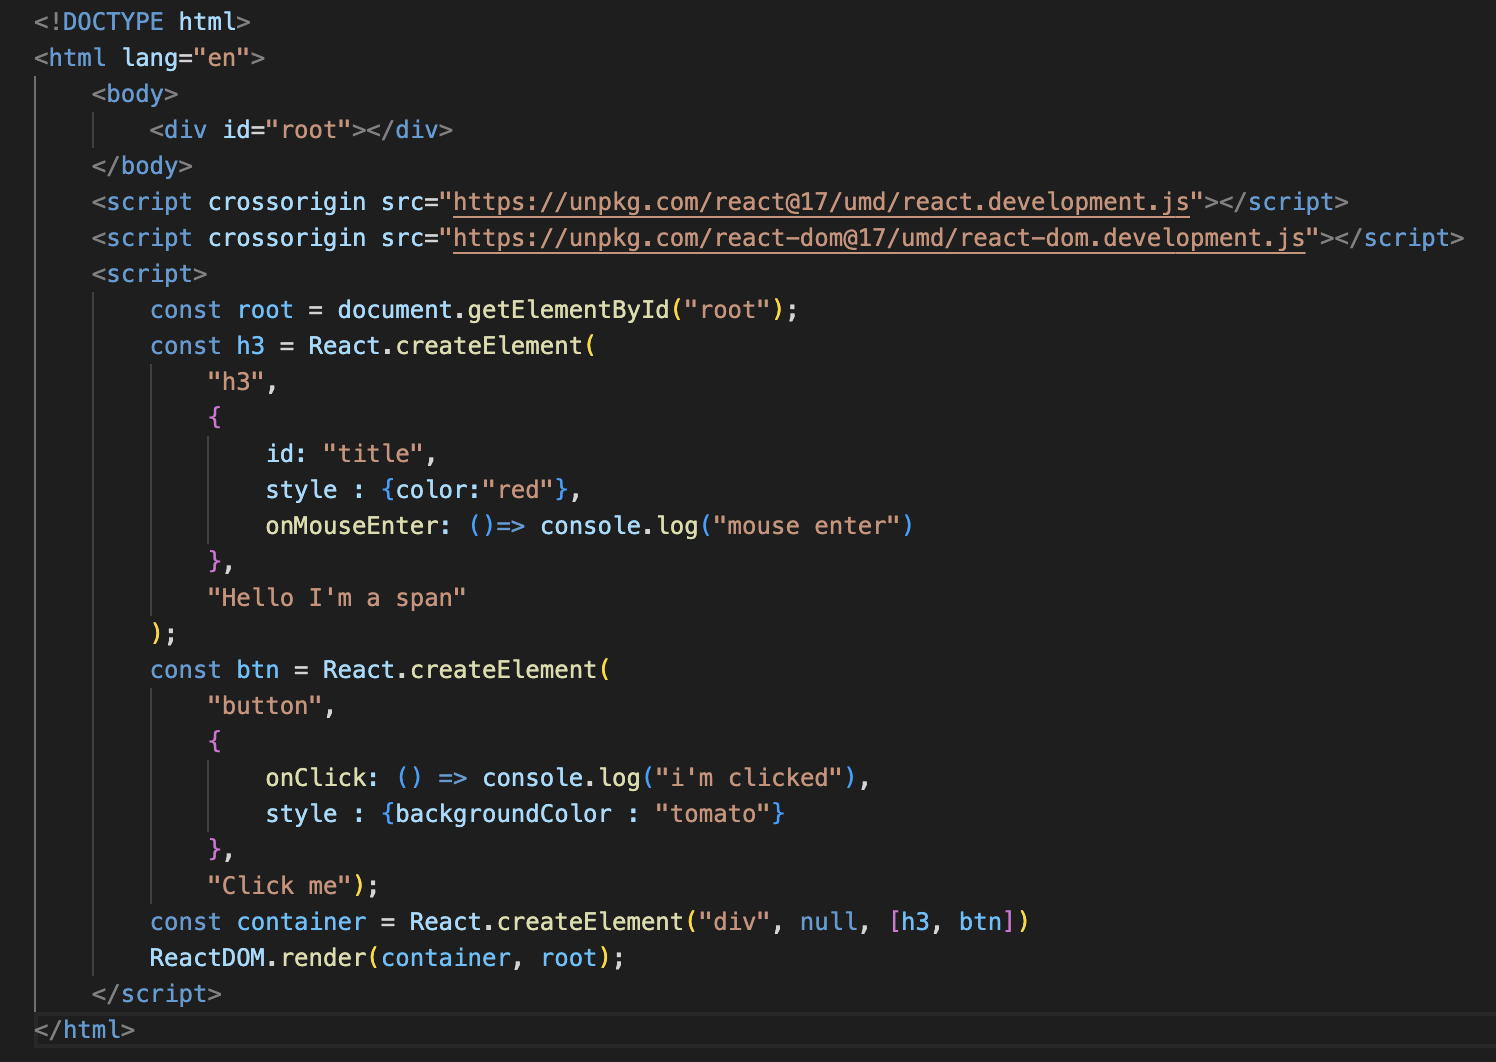 <!DOCTYPE html>
<html lang="en">
    <body>
        <div id="root"></div>
    </body>
    <script crossorigin src="https://unpkg.com/react@17/umd/react.development.js"></script>
    <script crossorigin src="https://unpkg.com/react-dom@17/umd/react-dom.development.js"></script>
    <script>
        const root = document.getElementById("root");
        const h3 = React.createElement(
            "h3",
            {
                id: "title",
                style : {color:"red"},
                onMouseEnter: ()=> console.log("mouse enter")
            },
            "Hello I'm a span"
        );
        const btn = React.createElement(
            "button",
            {
                onClick: () => console.log("i'm clicked"),
                style : {backgroundColor : "tomato"}
            },
            "Click me");
        const container = React.createElement("div", null, [h3, btn])
        ReactDOM.render(container, root);
    </script>
</html>